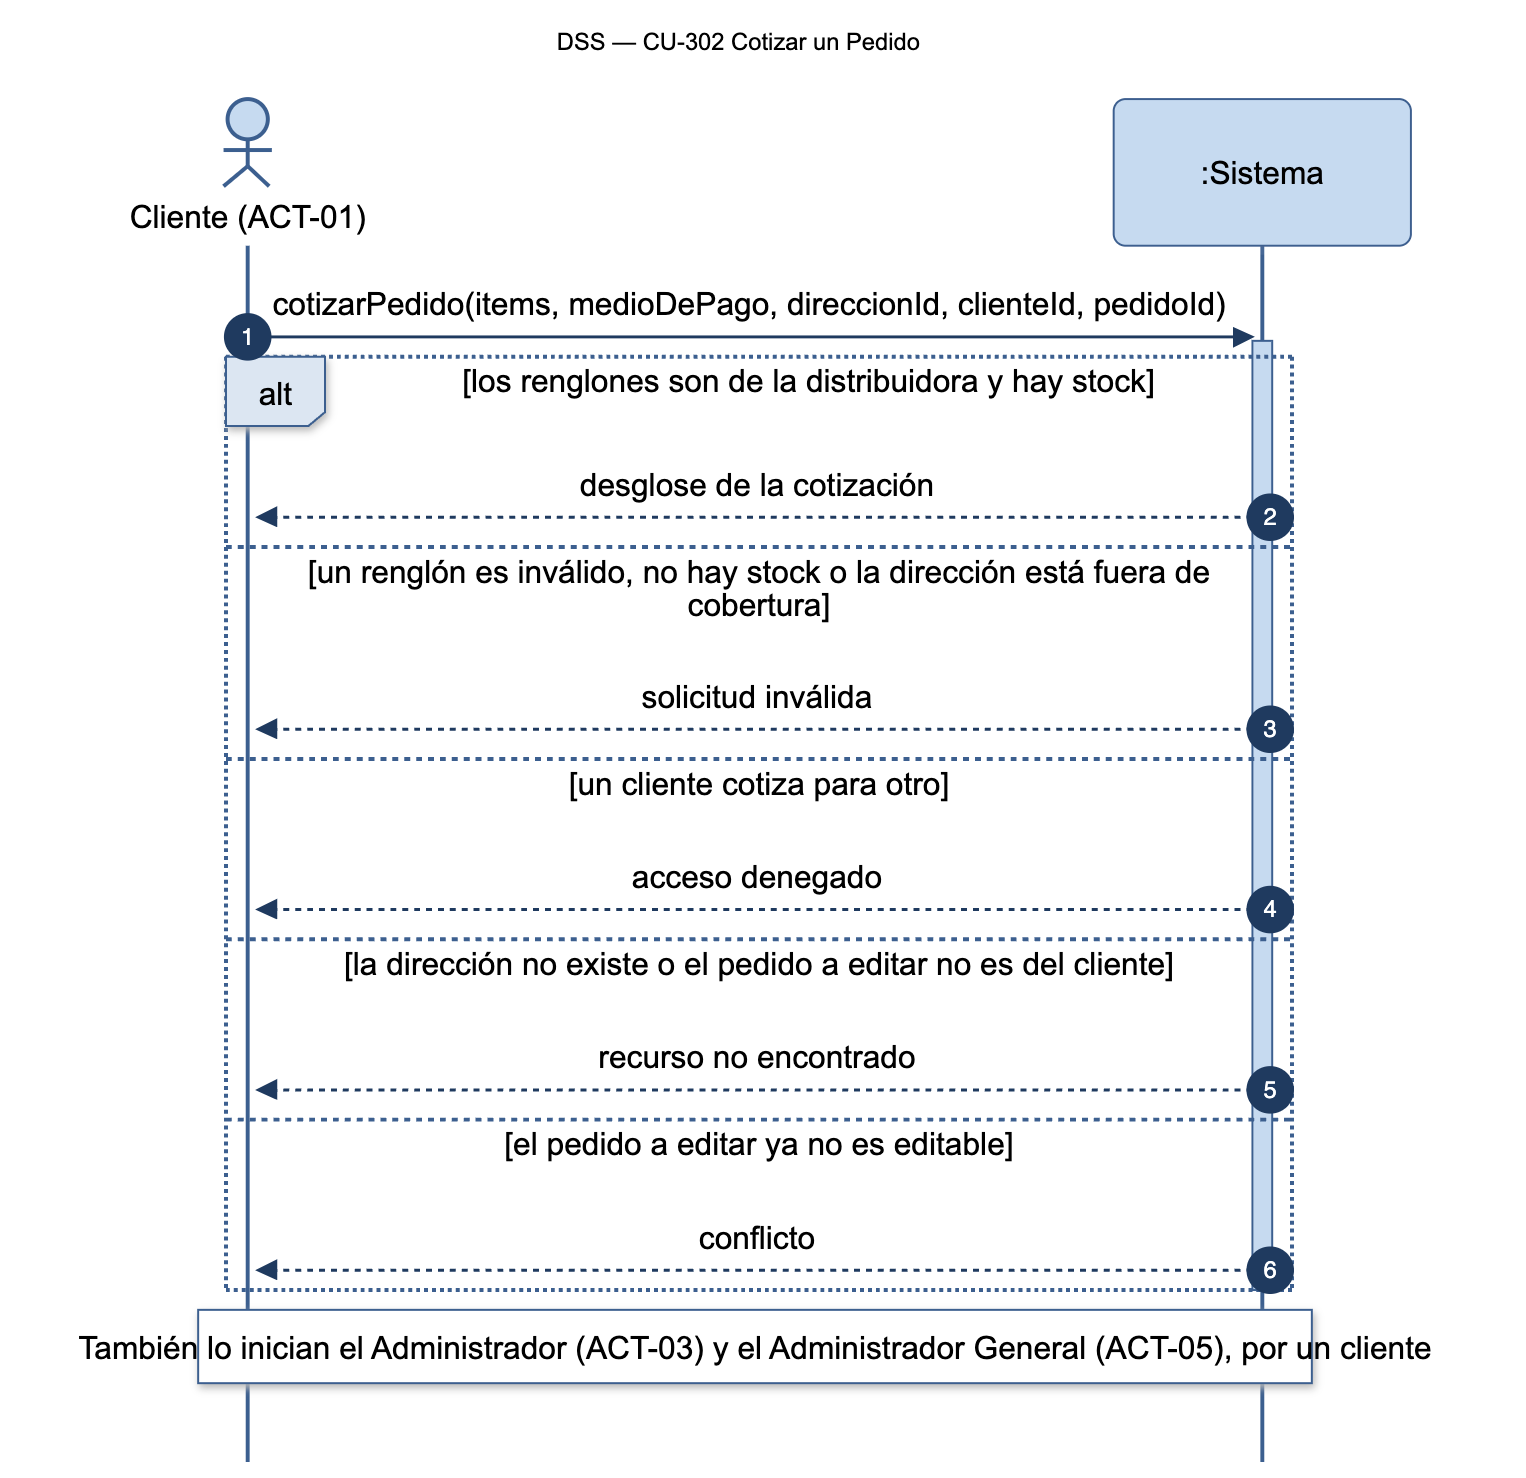 DSS — CU-302 Cotizar un Pedido
Cliente (ACT-01)
:Sistema
cotizarPedido(items, medioDePago, direccionId, clienteId, pedidoId)
1
alt
[los renglones son de la distribuidora y hay stock]
desglose de la cotización
2
[un renglón es inválido, no hay stock o la dirección está fuera de
cobertura]
solicitud inválida
3
[un cliente cotiza para otro]
acceso denegado
4
[la dirección no existe o el pedido a editar no es del cliente]
recurso no encontrado
5
[el pedido a editar ya no es editable]
conflicto
6
También lo inician el Administrador (ACT-03) y el Administrador General (ACT-05), por un cliente